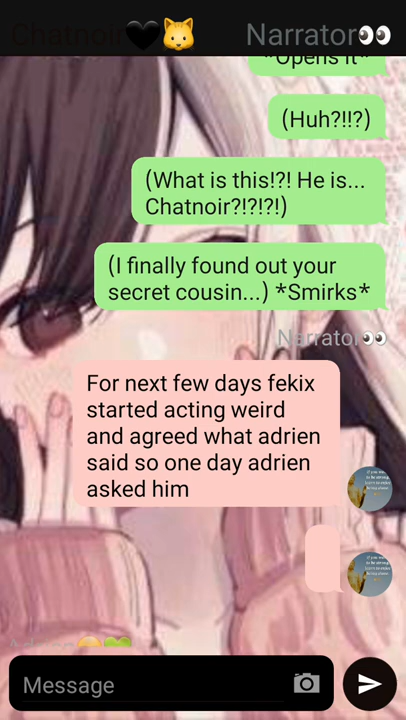 Chatnoir🖤🐱 Narrator👀
*Opens it*
(Huh?!!?)
(What is this!?! He is...
Chatnoir?!?!?!)
(I finally found out your
secret cousin...) *Smirks*
Narrator👀
For next few days fekix
started acting weird
and agreed what adrien
said so one day adrien
asked him
Message